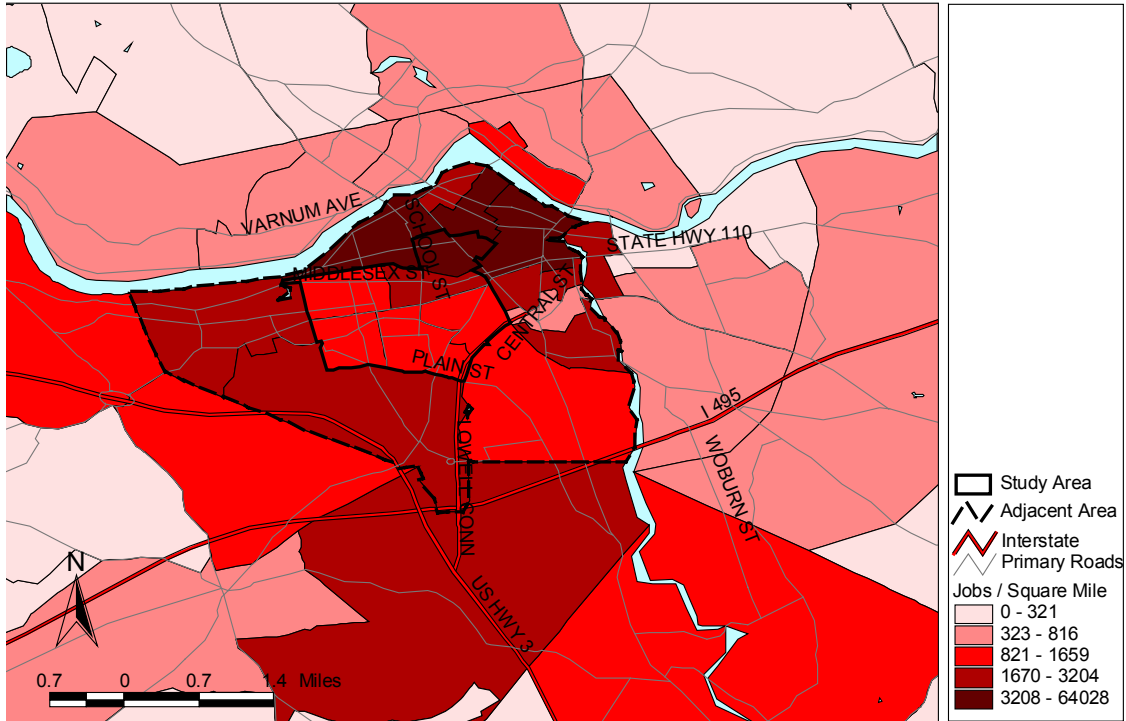 VARNUM AVE
SCHOOL ST
STATE HWY 110
MIDDLESEX ST
CENTRAL ST
PLAIN ST
I 495
LOWELL CONN
WOBURN ST
US HWY 3
N
0.7 0 0.7 1.4 Miles
Study Area
Adjacent Area
Interstate
Primary Roads
Jobs / Square Mile
0 - 321
323 - 816
821 - 1659
1670 - 3204
3208 - 64028